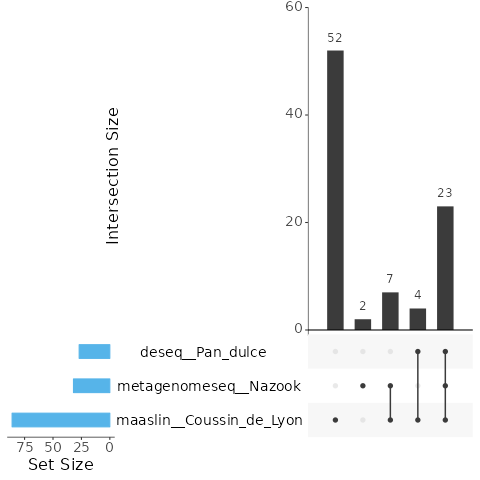 60
52
40
Intersection Size
23
20
7
4
2
0
deseq__Pan_dulce
metagenomeseq__Nazook
maaslin__Coussin_de_Lyon
75 50 25 0
Set Size